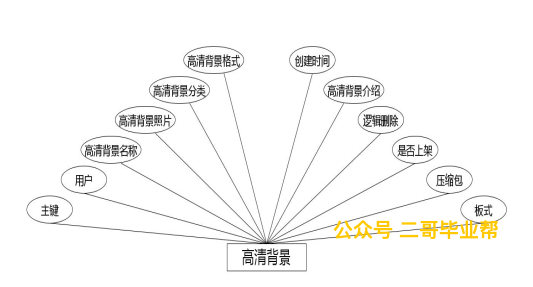 高清背景格式
创建时间
高清背景分类
高清背景介绍
高清背景照片
逻辑删除
高清背景名称
是否上架
用户
压缩包
主键
板式
公众号 二哥毕业帮
高清背景